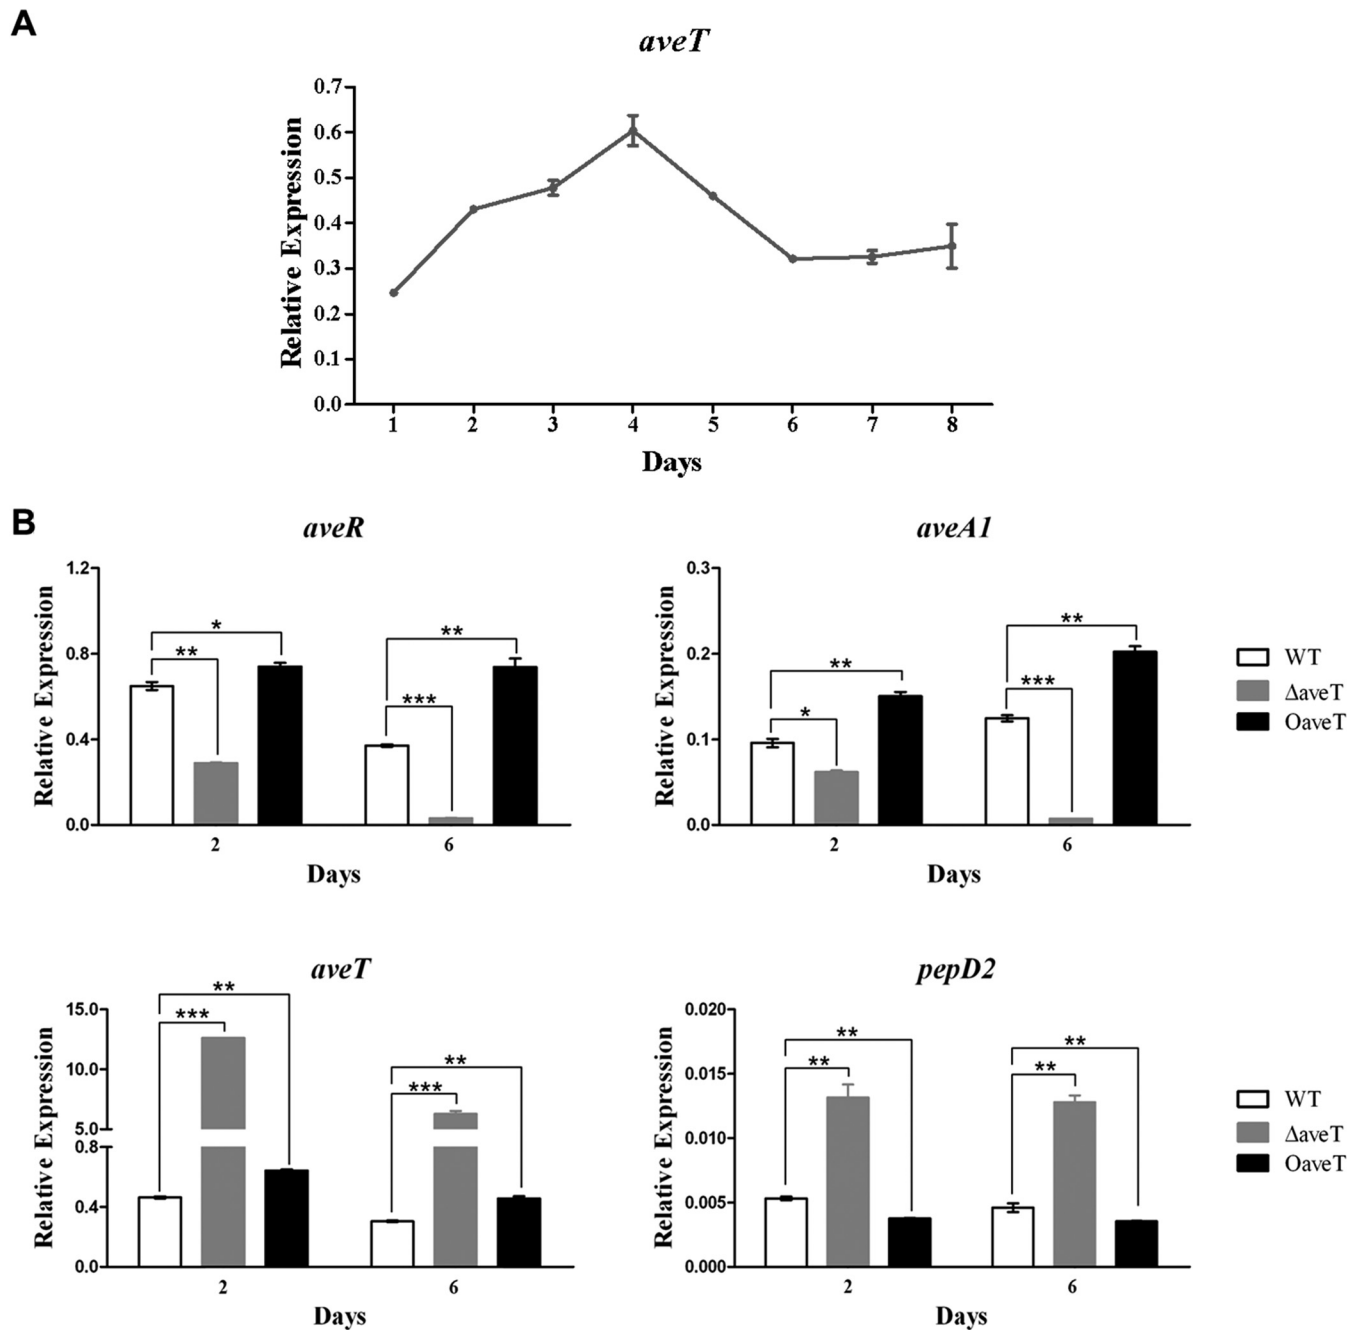 A
aveT
Relative Expression
0.7
0.6
0.5
0.4
0.3
0.2
0.1
0.0
1 2 3 4 5 6 7 8
Days
B
aveR
Relative Expression
1.2
0.8
0.4
0.0
*
**
**
***
2 6
Days
aveA1
Relative Expression
0.3
0.2
0.1
0.0
**
*
**
***
2 6
Days
WT
ΔaveT
OaveT
aveT
Relative Expression
15.0
10.0
5.0
0.8
0.4
0.0
**
***
**
***
2 6
Days
pepD2
Relative Expression
0.020
0.015
0.010
0.005
0.000
**
**
**
**
2 6
Days
WT
ΔaveT
OaveT